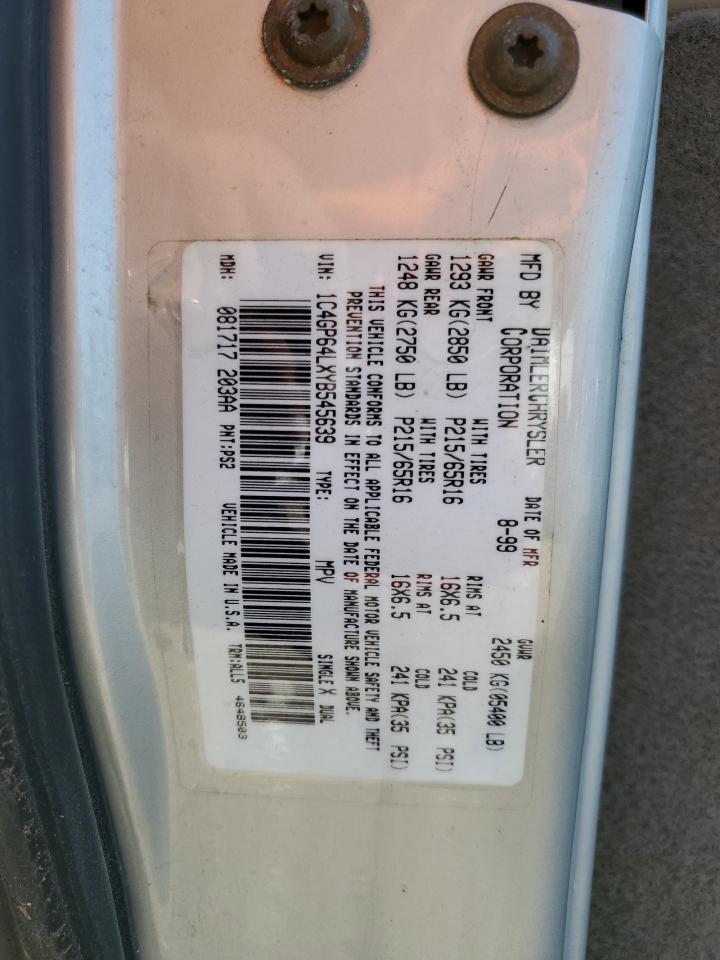 MFD BY DAIMLERCHRYSLER CORPORATION DATE OF MFR 8-99 GVWR 2450 KG(05400 LB)
GAWR FRONT WITH TIRES RIMS AT COLD
1293 KG(2850 LB) P215/65R16 16X6.5 241 KPA(35 PSI)
GAWR REAR WITH TIRES RIMS AT COLD
1248 KG(2750 LB) P215/65R16 16X6.5 241 KPA(35 PSI)
THIS VEHICLE CONFORMS TO ALL APPLICABLE FEDERAL MOTOR VEHICLE SAFETY AND THEFT
PREVENTION STANDARDS IN EFFECT ON THE DATE OF MANUFACTURE SHOWN ABOVE.
VIN: 1C4GP64LXYB545639 TYPE: MPV SINGLE X DUAL
MDH: 081717 203AA PNT:PS2 VEHICLE MADE IN U.S.A. TRM:ALL5 4648503